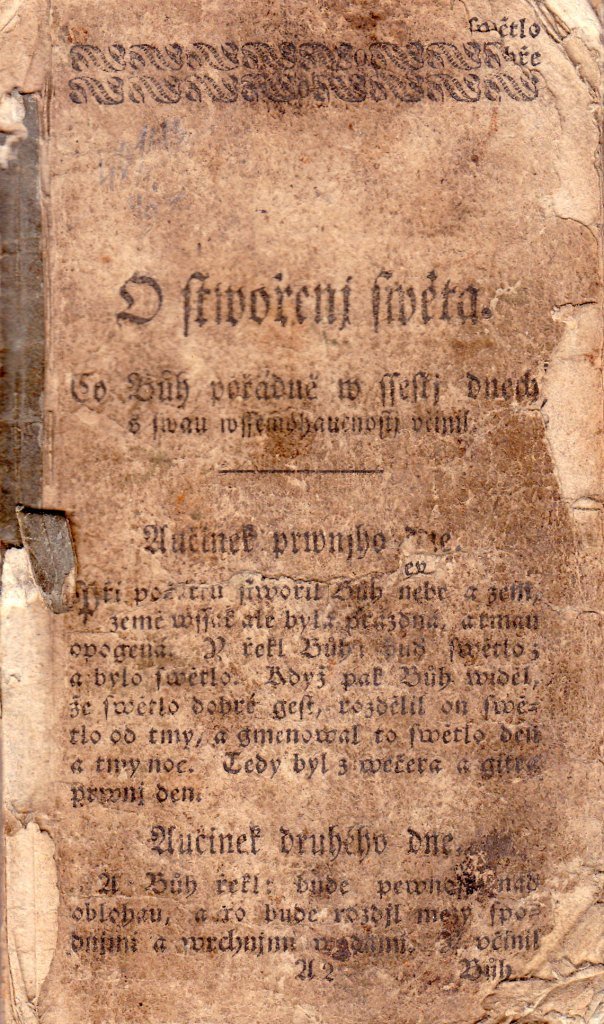 swětlo
bře
O stwořenj swěta.
Co Bůh pořádně w ssestj dnech,
s swau wssemohaucnostj včinil.
Aučinek prwnjho dne.
Při počátku stwořil Bůh nebe a zemi,
země wssak ale byla prázdná, a tmau
opogená. Y řekl Bůh: buď swětlo;
a bylo swětlo. Když pak Bůh widěl,
že swětlo dobré gest, rozdělil on swě-
tlo od tmy, a gmenowal to swětlo den
a tmy noc. Tedy byl z wečera a gitra
prwnj den.
Aučinek druhého dne.
A Bůh řekl: bude pewnost nad
oblohau, a to bude rozdjl mezy spo-
dnjmi a wrchnjmi wodami. Y včinil
A 2 Bůh